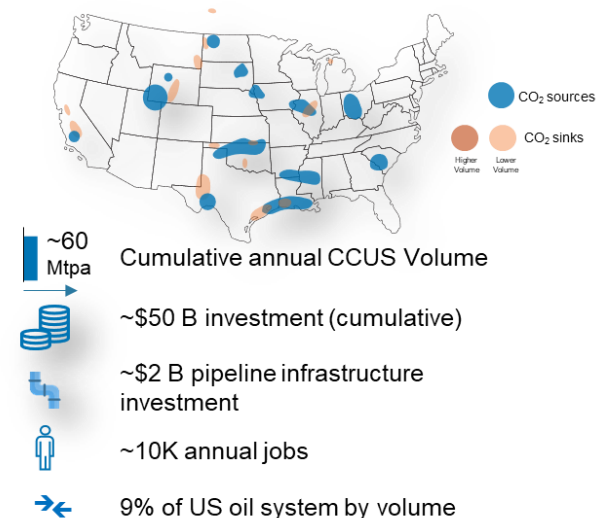 CO₂ sources
CO₂ sinks
Higher
Volume
Lower
Volume
~60
Mtpa
Cumulative annual CCUS Volume
~$50 B investment (cumulative)
~$2 B pipeline infrastructure
investment
~10K annual jobs
9% of US oil system by volume